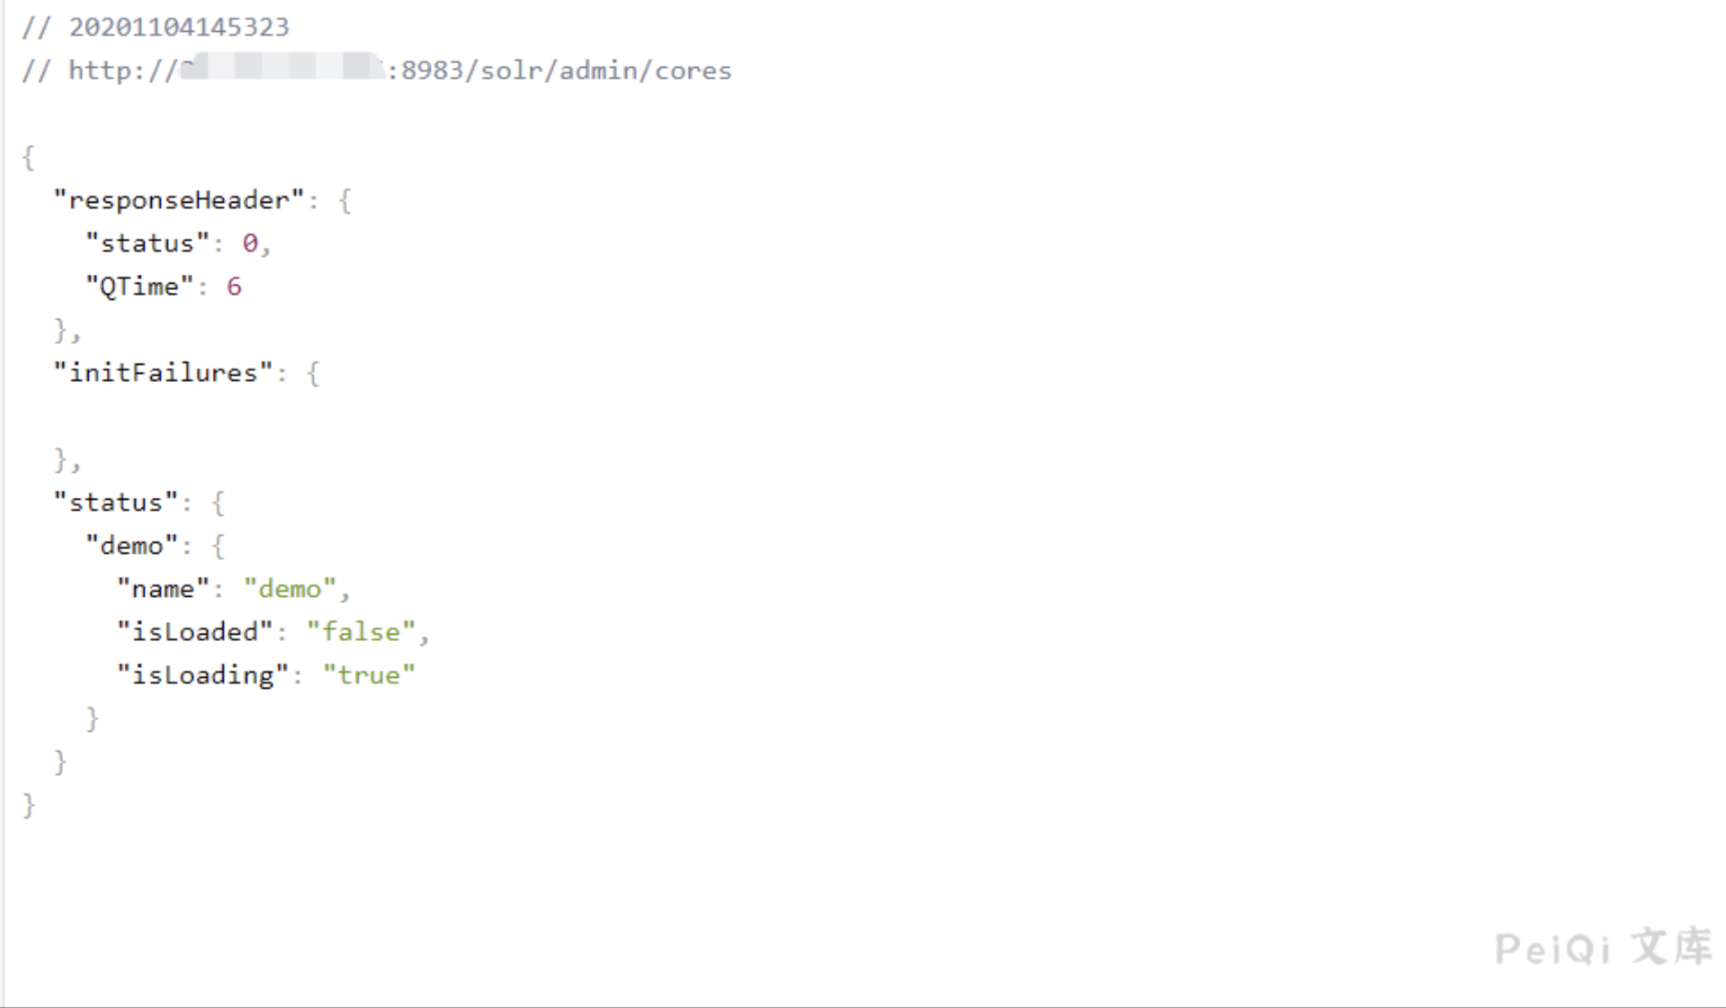 // 20201104145323
// http://:8983/solr/admin/cores
{
"responseHeader": {
"status": 0,
"QTime": 6
},
"initFailures": {
},
"status": {
"demo": {
"name": "demo",
"isLoaded": "false",
"isLoading": "true"
}
}
}
PeiQi 文库